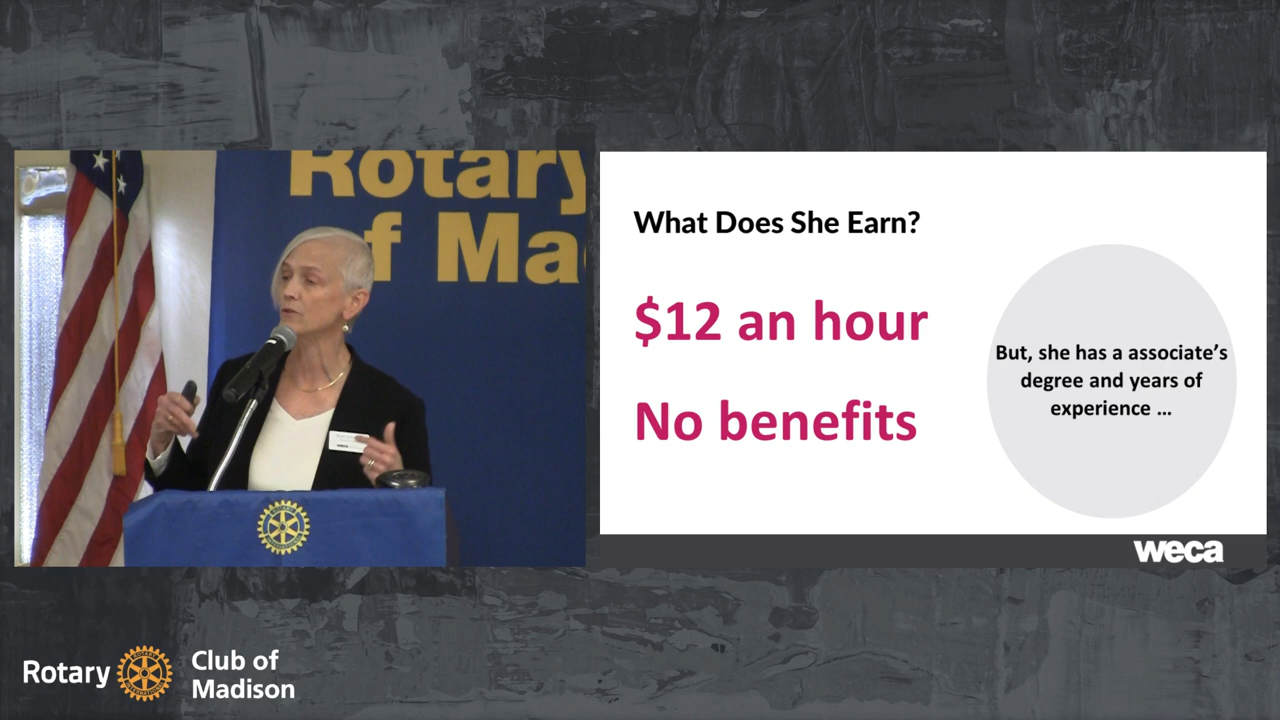 Rotary
of Ma
What Does She Earn?
$12 an hour
No benefits
But, she has a associate's
degree and years of
experience ...
weca
Rotary
Club of
Madison